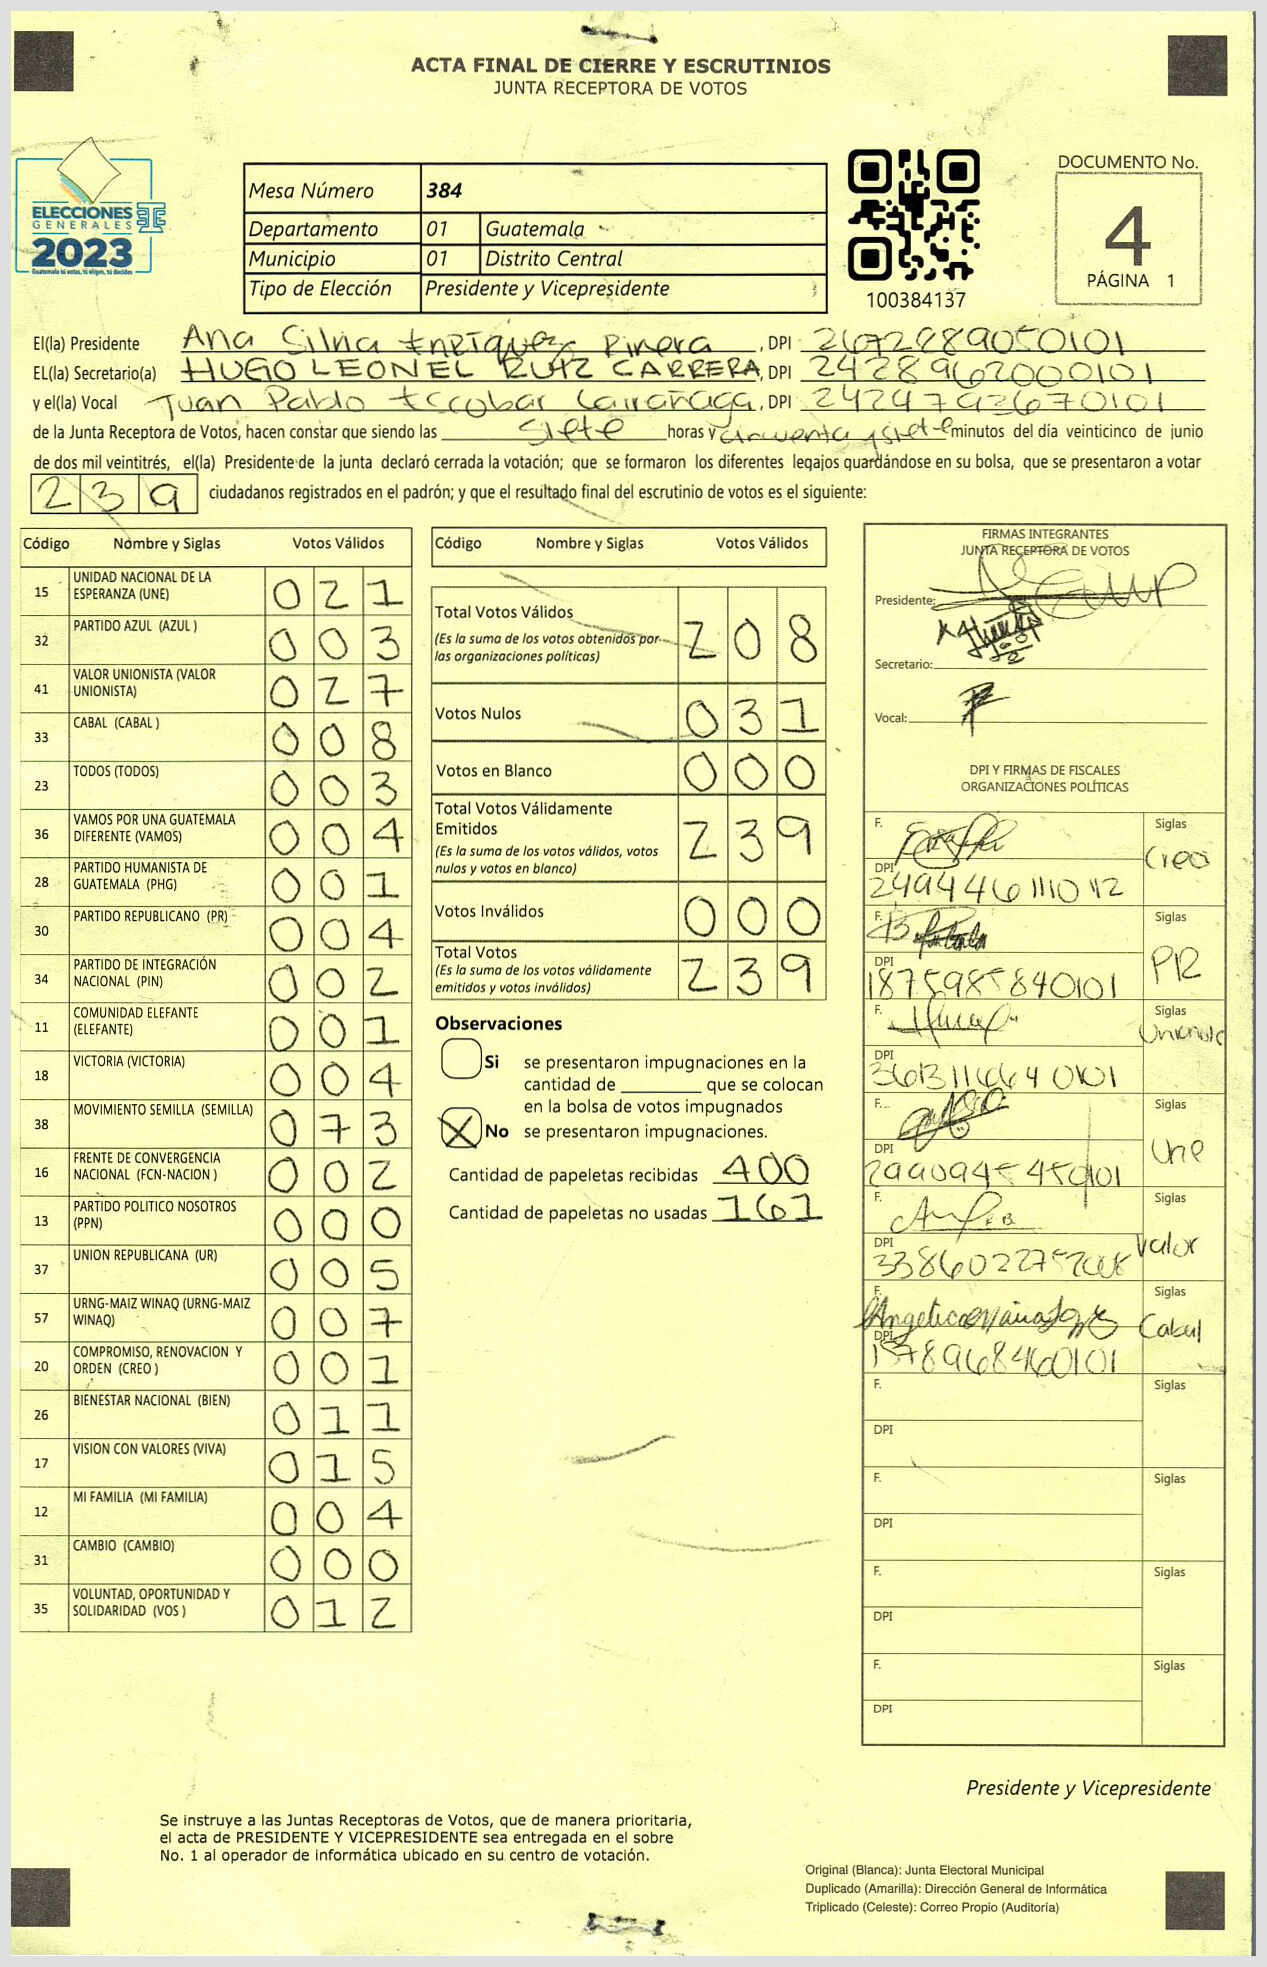 ACTA FINAL DE CIERRE Y ESCRUTINIOS
JUNTA RECEPTORA DE VOTOS
ELECCIONES
GENERALES
2023
Guatemala tú votas, tú eliges, tú decides
Mesa Número 384
Departamento 01 Guatemala
Municipio 01 Distrito Central
Tipo de Elección Presidente y Vicepresidente
100384137
DOCUMENTO No.
4
PÁGINA 1
El(la) Presidente Ana Silvia Enríquez Rivera, DPI 2672289050101
EL(la) Secretario(a) HUGO LEONEL RUIZ CARRERA, DPI 2428962000101
y el(la) Vocal Juan Pablo Escobar, DPI 2424793670101
de la Junta Receptora de Votos, hacen constar que siendo las siete horas y cincuenta y siete minutos del día veinticinco de junio
de dos mil veintitrés, el(la) Presidente de la junta declaró cerrada la votación; que se formaron los diferentes legajos guardándose en su bolsa, que se presentaron a votar
239 ciudadanos registrados en el padrón; y que el resultado final del escrutinio de votos es el siguiente:
Código Nombre y Siglas Votos Válidos
15 UNIDAD NACIONAL DE LA ESPERANZA (UNE) 021
32 PARTIDO AZUL (AZUL ) 003
41 VALOR UNIONISTA (VALOR UNIONISTA) 027
33 CABAL (CABAL ) 008
23 TODOS (TODOS) 003
36 VAMOS POR UNA GUATEMALA DIFERENTE (VAMOS) 004
28 PARTIDO HUMANISTA DE GUATEMALA (PHG) 001
30 PARTIDO REPUBLICANO (PR) 004
34 PARTIDO DE INTEGRACIÓN NACIONAL (PIN) 002
11 COMUNIDAD ELEFANTE (ELEFANTE) 001
18 VICTORIA (VICTORIA) 004
38 MOVIMIENTO SEMILLA (SEMILLA) 073
16 FRENTE DE CONVERGENCIA NACIONAL (FCN-NACION ) 002
13 PARTIDO POLITICO NOSOTROS (PPN) 000
37 UNION REPUBLICANA (UR) 005
57 URNG-MAIZ WINAQ (URNG-MAIZ WINAQ) 007
20 COMPROMISO, RENOVACION Y ORDEN (CREO ) 001
26 BIENESTAR NACIONAL (BIEN) 011
17 VISION CON VALORES (VIVA) 015
12 MI FAMILIA (MI FAMILIA) 004
31 CAMBIO (CAMBIO) 000
35 VOLUNTAD, OPORTUNIDAD Y SOLIDARIDAD (VOS ) 012
Código Nombre y Siglas Votos Válidos
Total Votos Válidos 208
(Es la suma de los votos obtenidos por las organizaciones políticas)
Votos Nulos 031
Votos en Blanco 000
Total Votos Válidamente Emitidos 239
(Es la suma de los votos válidos, votos nulos y votos en blanco)
Votos Inválidos 000
Total Votos 239
(Es la suma de los votos válidamente emitidos y votos inválidos)
Observaciones
Si se presentaron impugnaciones en la
cantidad de ________ que se colocan
en la bolsa de votos impugnados
X No se presentaron impugnaciones.
Cantidad de papeletas recibidas 400
Cantidad de papeletas no usadas 161
FIRMAS INTEGRANTES
JUNTA RECEPTORA DE VOTOS
Presidente:
Secretario:
Vocal:
DPI Y FIRMAS DE FISCALES
ORGANIZACIONES POLÍTICAS
F. Siglas Creo
DPI 2494461110112
F. Siglas PR
DPI 1875985840101
F. Siglas Unionista
DPI 3613116640101
F. Siglas Une
DPI 2990945450101
F. Siglas Valor
DPI
F. Siglas Cabal
DPI 1578968460101
F. Siglas
DPI
F. Siglas
DPI
F. Siglas
DPI
F. Siglas
DPI
Presidente y Vicepresidente
Se instruye a las Juntas Receptoras de Votos, que de manera prioritaria,
el acta de PRESIDENTE Y VICEPRESIDENTE sea entregada en el sobre
No. 1 al operador de informática ubicado en su centro de votación.
Original (Blanca): Junta Electoral Municipal
Duplicado (Amarilla): Dirección General de Informática
Triplicado (Celeste): Correo Propio (Auditoría)